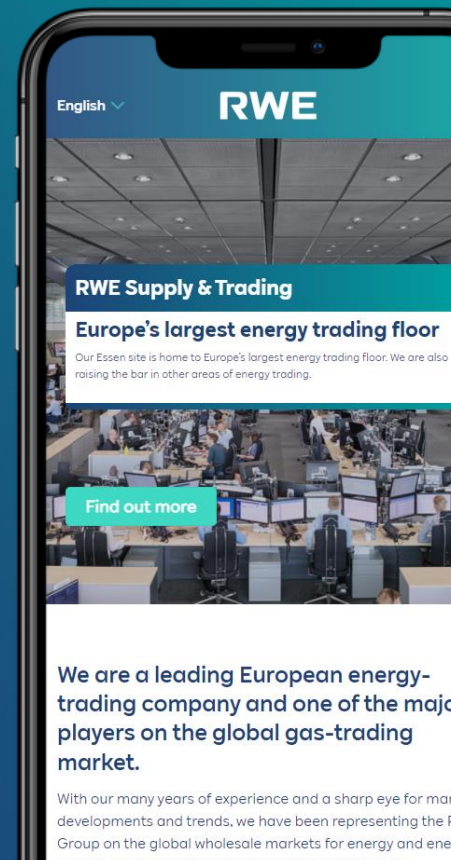 English
RWE
RWE Supply & Trading
Europe's largest energy trading floor
Our Essen site is home to Europe's largest energy trading floor. We are also
raising the bar in other areas of energy trading.
Find out more
We are a leading European energy-
trading company and one of the
players on the global gas-trading
market.
With our many years of experience and a sharp eye for
developments and trends, we have been representing the
Group on the global wholesale markets for energy and